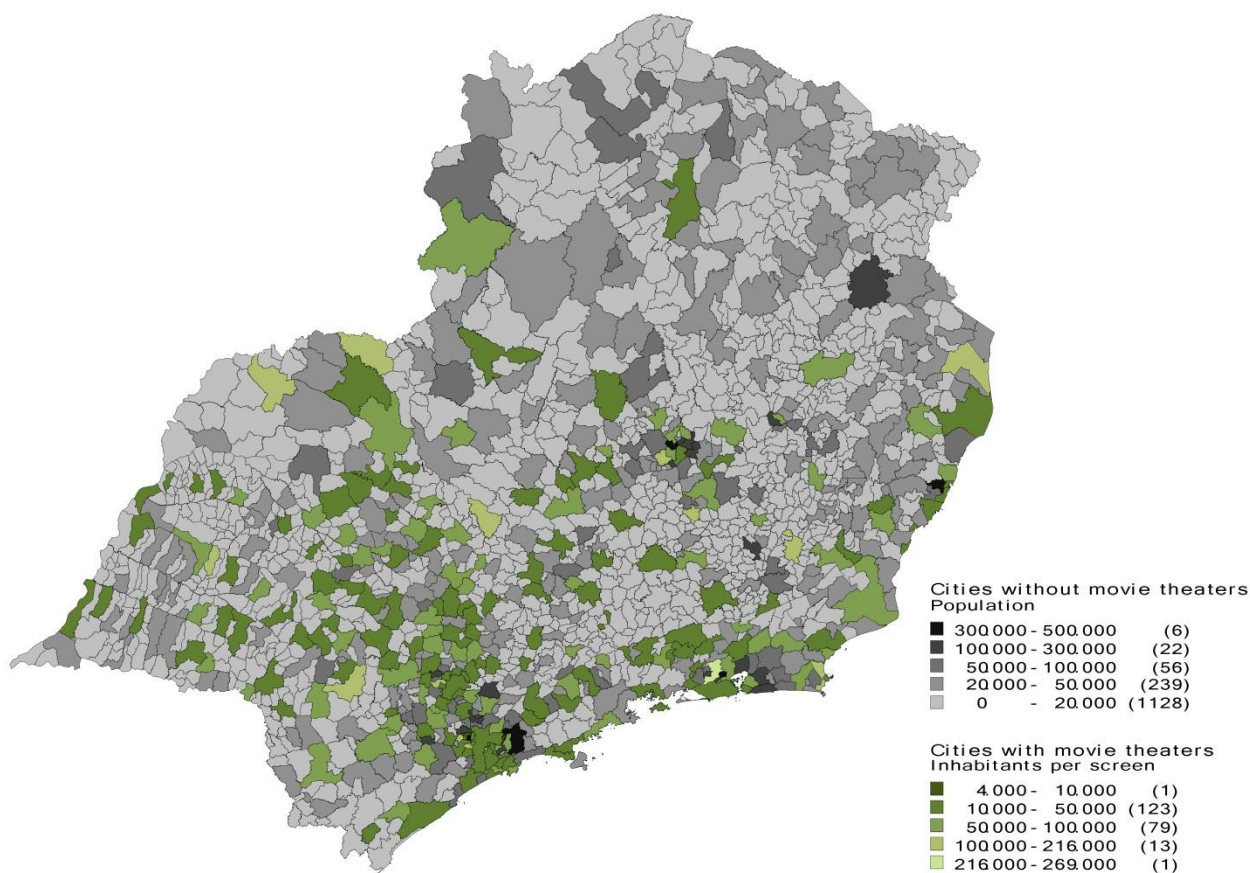 Cities without movie theaters
Population
300.000 - 500.000 (6)
100.000 - 300.000 (22)
50.000 - 100.000 (56)
20.000 - 50.000 (239)
0 - 20.000 (1128)
Cities with movie theaters
Inhabitants per screen
4.000 - 10.000 (1)
10.000 - 50.000 (123)
50.000 - 100.000 (79)
100.000 - 216.000 (13)
216.000 - 269.000 (1)